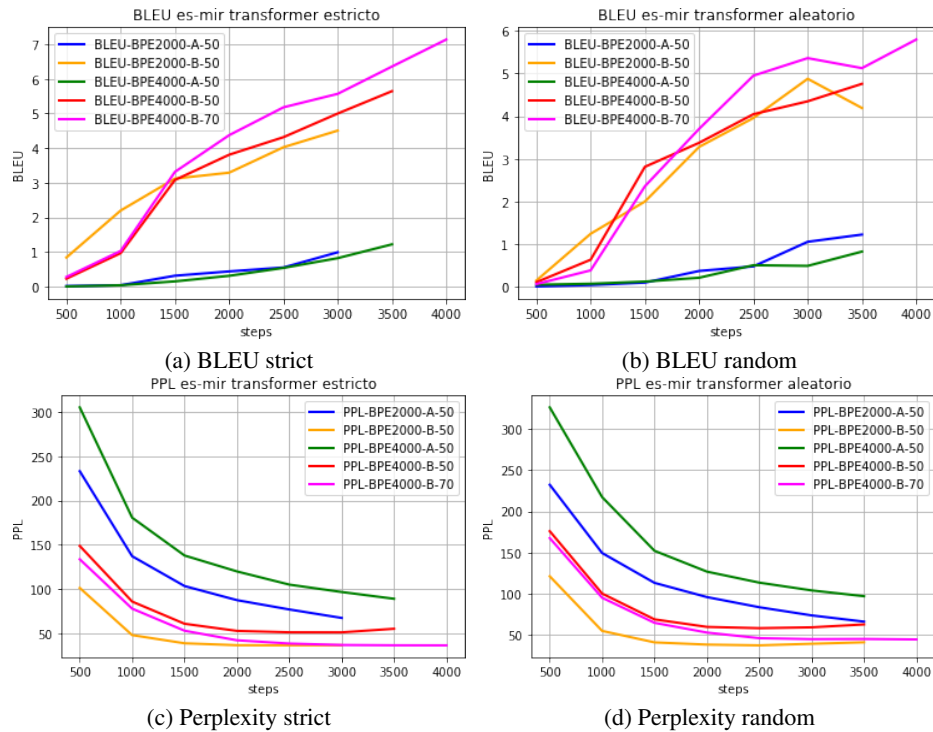 BLEU es-mir transformer estricto
7
6
5
4
3
2
1
0
BLEU
BLEU-BPE2000-A-50
BLEU-BPE2000-B-50
BLEU-BPE4000-A-50
BLEU-BPE4000-B-50
BLEU-BPE4000-B-70
500 1000 1500 2000 2500 3000 3500 4000
steps
(a) BLEU strict
BLEU es-mir transformer aleatorio
6
5
4
3
2
1
0
BLEU
BLEU-BPE2000-A-50
BLEU-BPE2000-B-50
BLEU-BPE4000-A-50
BLEU-BPE4000-B-50
BLEU-BPE4000-B-70
500 1000 1500 2000 2500 3000 3500 4000
steps
(b) BLEU random
PPL es-mir transformer estricto
300
250
200
150
100
50
PPL
PPL-BPE2000-A-50
PPL-BPE2000-B-50
PPL-BPE4000-A-50
PPL-BPE4000-B-50
PPL-BPE4000-B-70
500 1000 1500 2000 2500 3000 3500 4000
steps
(c) Perplexity strict
PPL es-mir transformer aleatorio
300
250
200
150
100
50
PPL
PPL-BPE2000-A-50
PPL-BPE2000-B-50
PPL-BPE4000-A-50
PPL-BPE4000-B-50
PPL-BPE4000-B-70
500 1000 1500 2000 2500 3000 3500 4000
steps
(d) Perplexity random